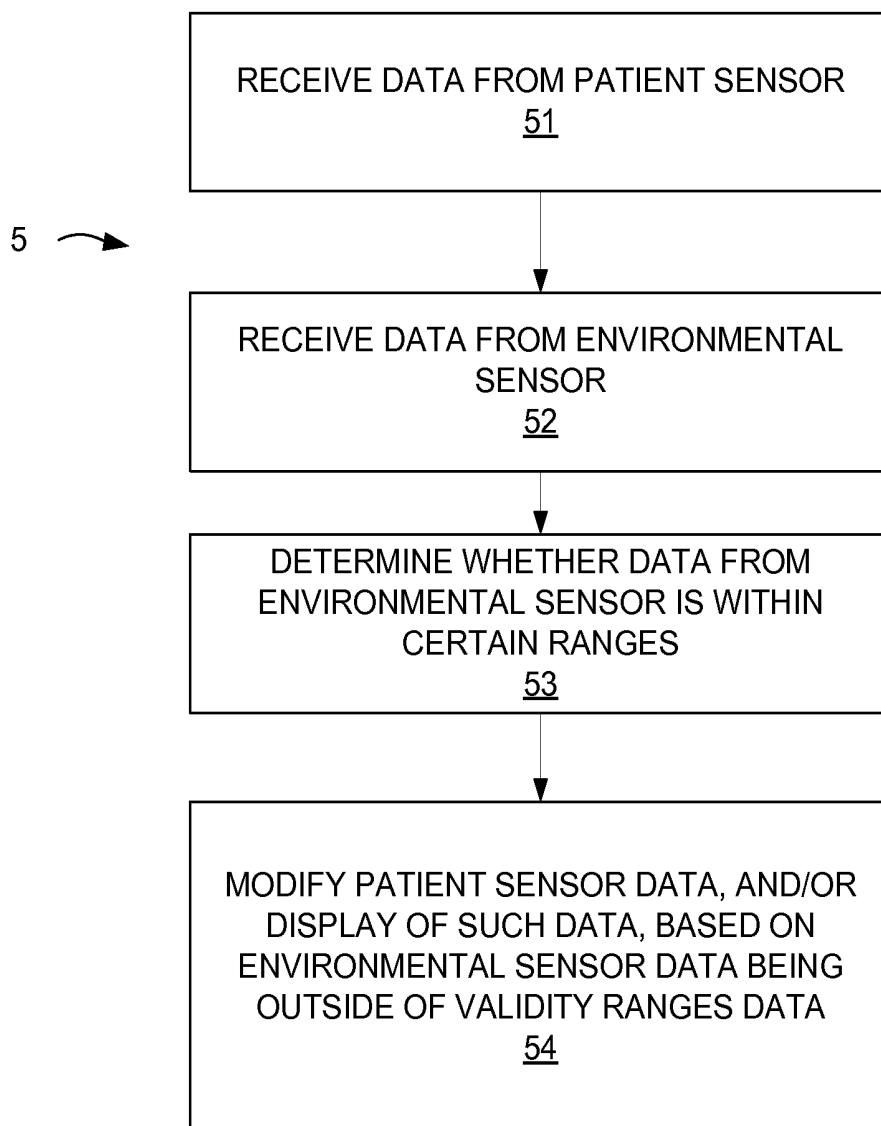 RECEIVE DATA FROM PATIENT SENSOR
51
5
RECEIVE DATA FROM ENVIRONMENTAL
SENSOR
52
DETERMINE WHETHER DATA FROM
ENVIRONMENTAL SENSOR IS WITHIN
CERTAIN RANGES
53
MODIFY PATIENT SENSOR DATA, AND/OR
DISPLAY OF SUCH DATA, BASED ON
ENVIRONMENTAL SENSOR DATA BEING
OUTSIDE OF VALIDITY RANGES DATA
54